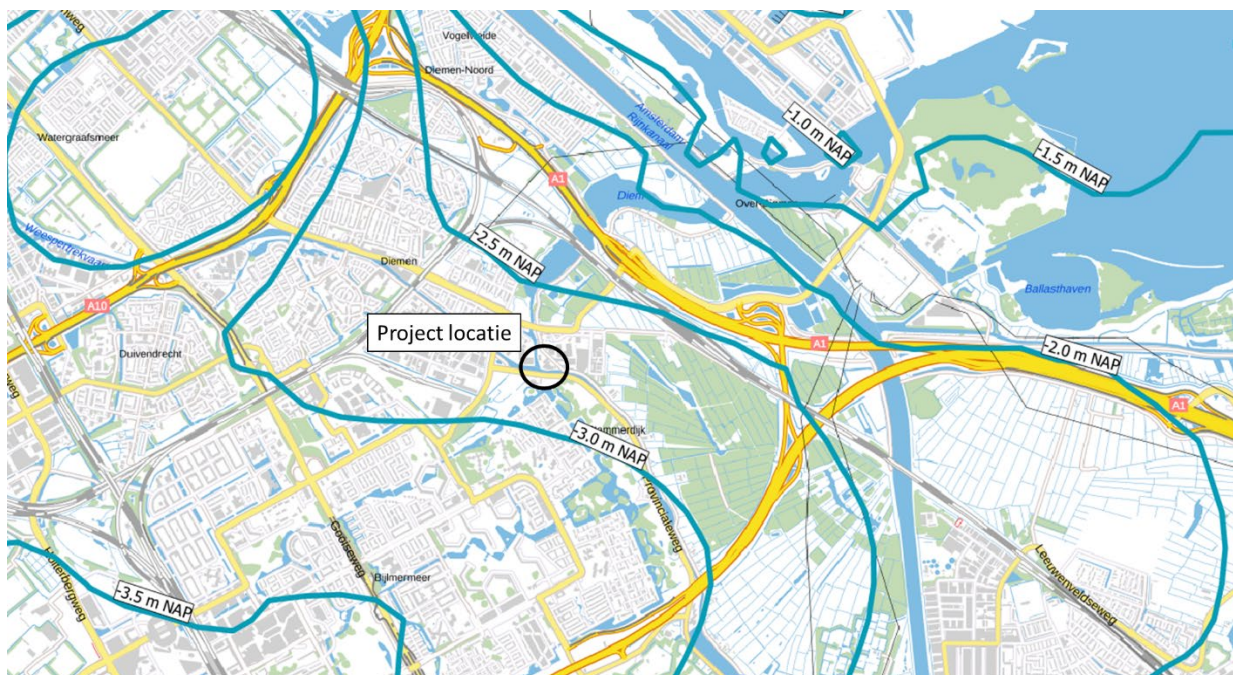 Vogelweide
Diemen-Noord
Watergraafsmeer
Amsterdam
Rijnkanaal
-1.0 m NAP
-1.5 m NAP
A1
Diem
Weespertrekvaart
-2.5 m NAP
Diemen
Ballasthaven
A10
Project locatie
Duivendrecht
A1
-2.0 m NAP
A1
-3.0 m NAP
Provincialeweg
Gooiseweg
Leeuwenveldseweg
Bijlmermeer
Holterbergweg
-3.5 m NAP